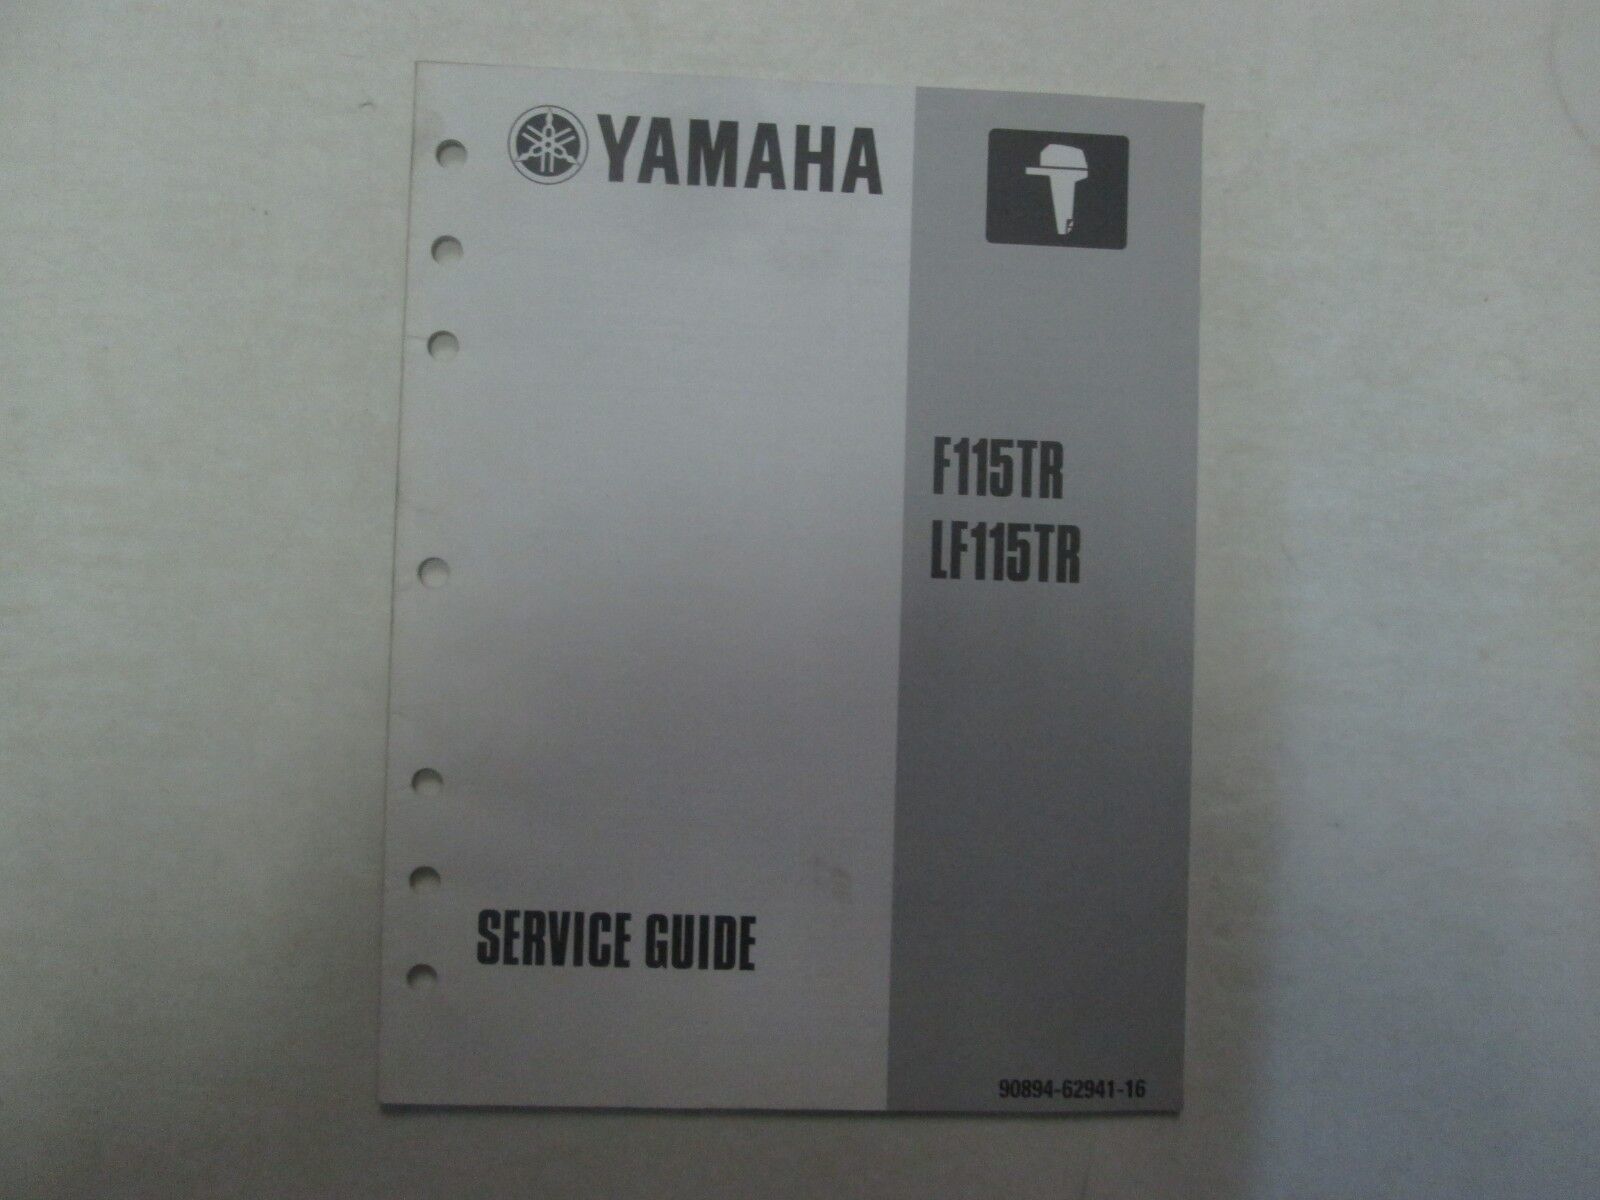 YAMAHA
F115TR
LF115TR
SERVICE GUIDE
90894-62941-16